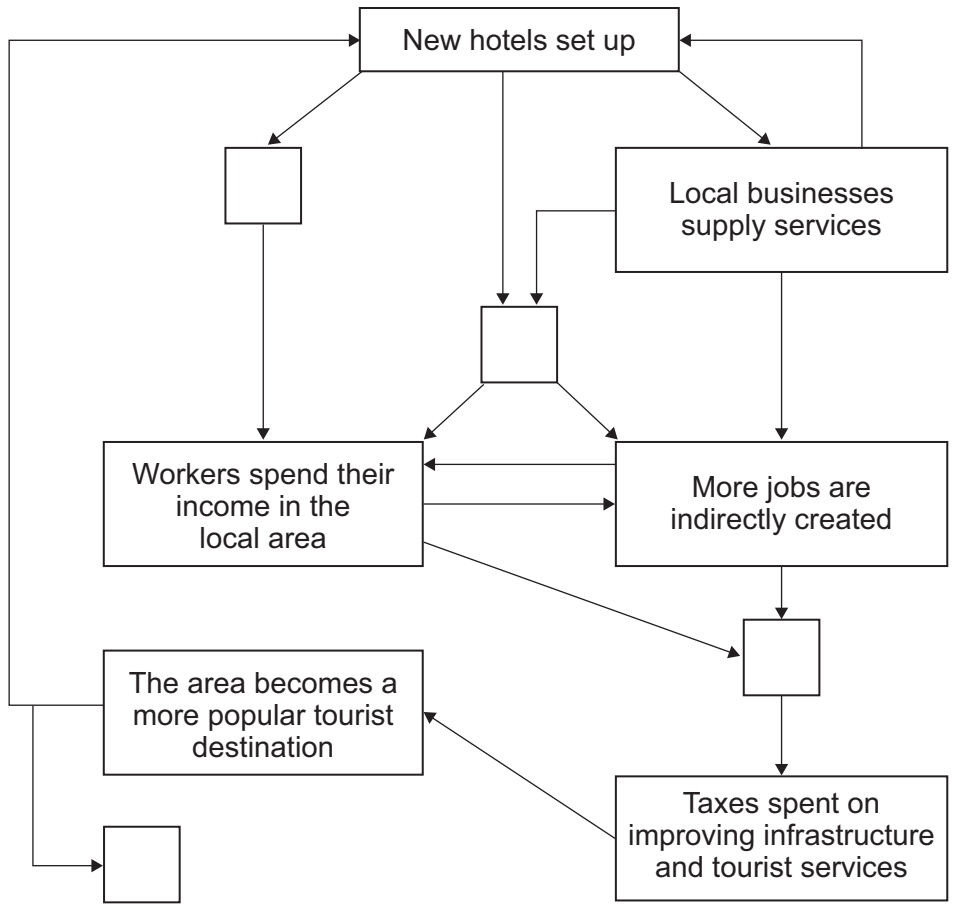 New hotels set up
Local businesses
supply services
Workers spend their
income in the
local area
More jobs are
indirectly created
The area becomes a
more popular tourist
destination
Taxes spent on
improving infrastructure
and tourist services